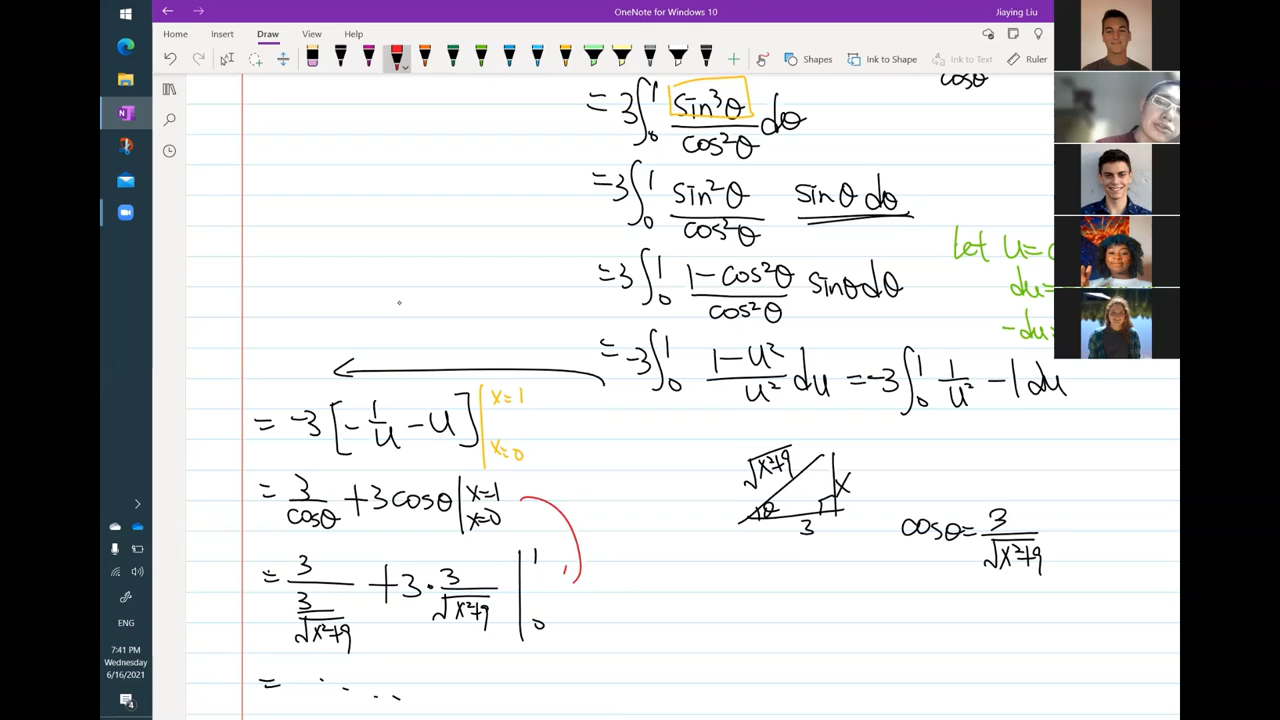 OneNote for Windows 10
Jiaying Liu
Home Insert Draw View Help
Shapes Ink to Shape Ink to Math Ruler
cosθ
= 3∫₀¹ sin³θ/cos²θ dθ
=3∫₀¹ sin²θ/cos²θ sinθ dθ
let u=
du=
-du=
=3∫₀¹ 1-cos²θ/cos²θ sinθdθ
= -3∫₀¹ 1-u²/u² du = -3∫₀¹ 1/u² - 1 du
= -3[-1/u - u] | x=1 x=0
√x²+9
x
θ
3
= 3/cosθ + 3cosθ | x=1 x=0
cosθ= 3/√x²+9
= 3/(3/√x²+9) + 3·3/√x²+9 | 1 0
= ....
ENG
7:41 PM
Wednesday
6/16/2021
4